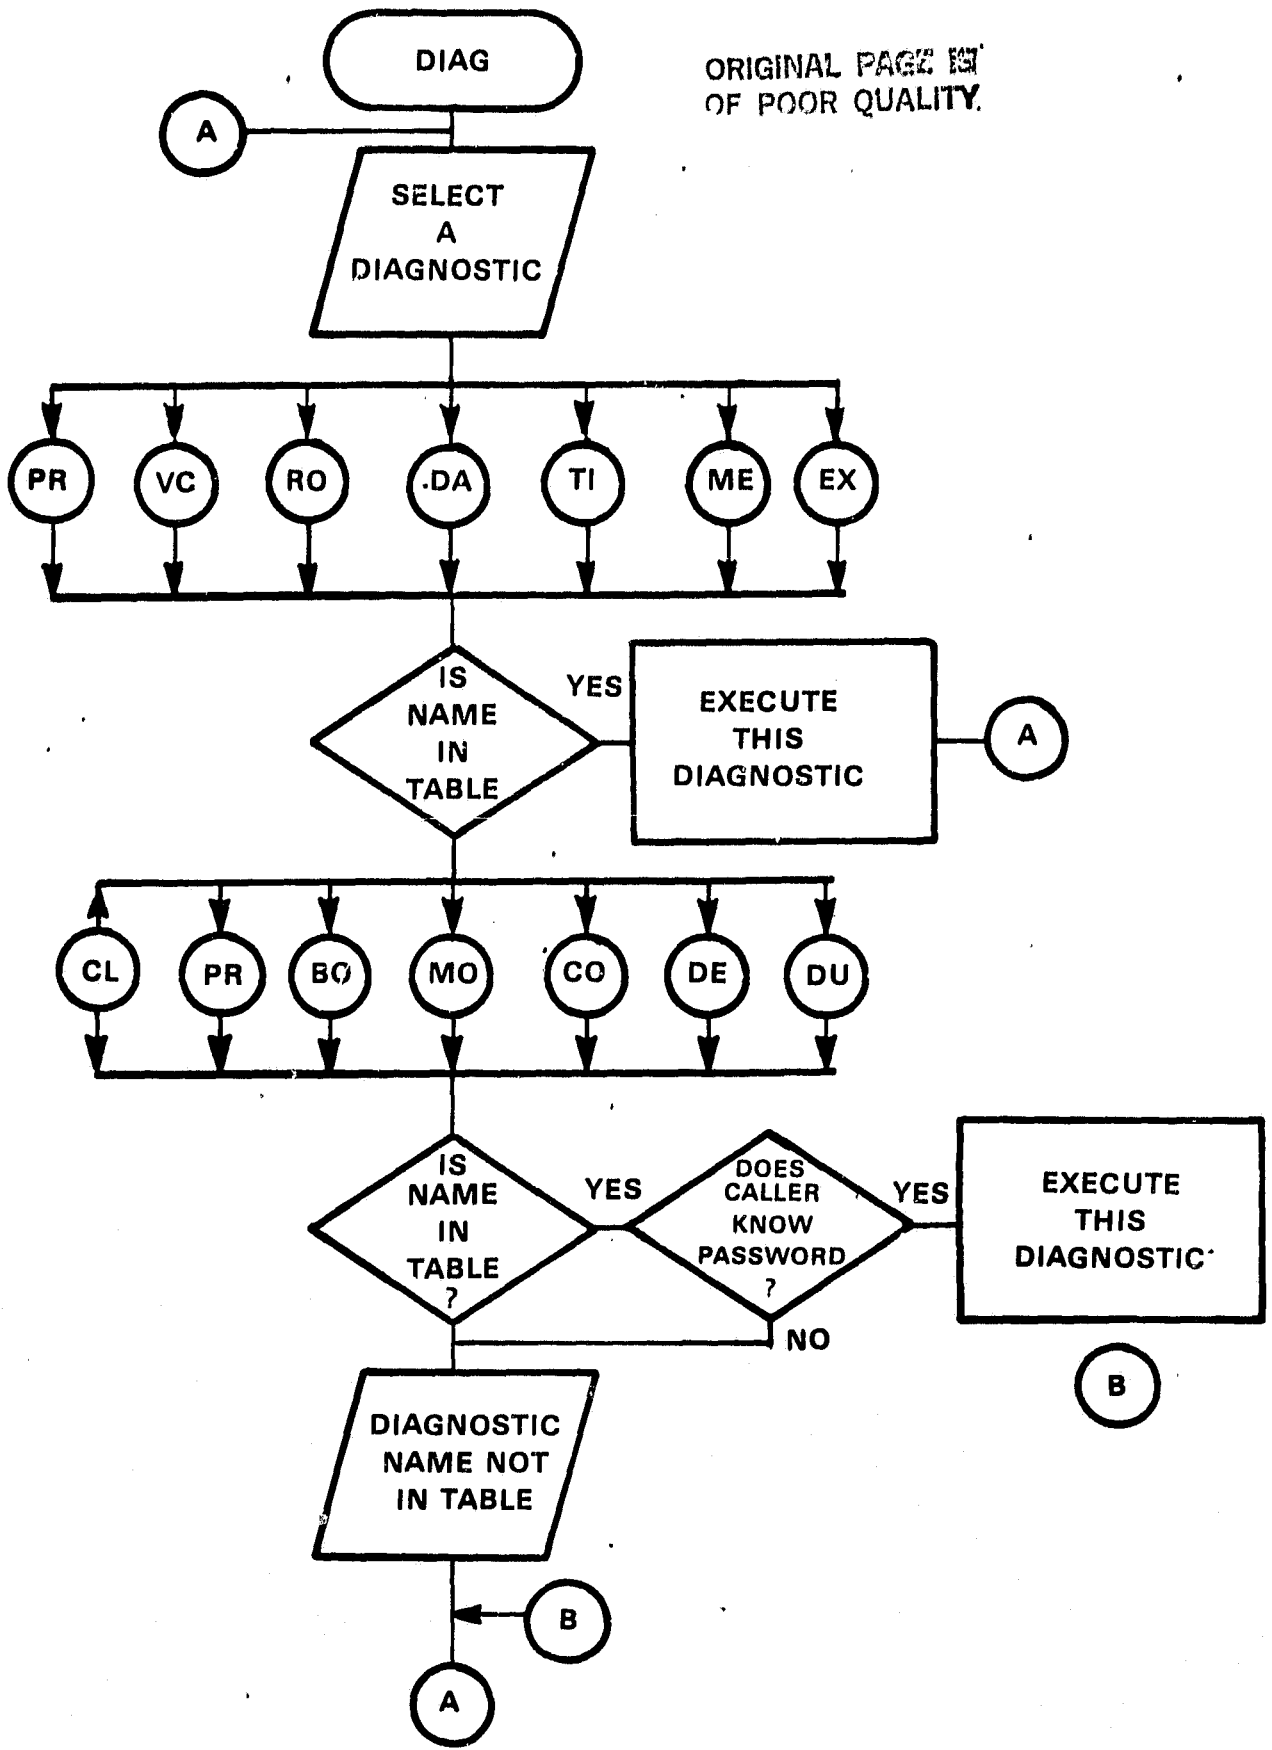 DIAG
ORIGINAL PAGE IS
OF POOR QUALITY.
A
SELECT
A
DIAGNOSTIC
PR VC RO .DA TI ME EX
IS
NAME
IN
TABLE
YES
EXECUTE
THIS
DIAGNOSTIC
A
CL PR BO MO CO DE DU
IS
NAME
IN
TABLE
?
YES
DOES
CALLER
KNOW
PASSWORD
?
YES
EXECUTE
THIS
DIAGNOSTIC
NO
B
DIAGNOSTIC
NAME NOT
IN TABLE
B
A